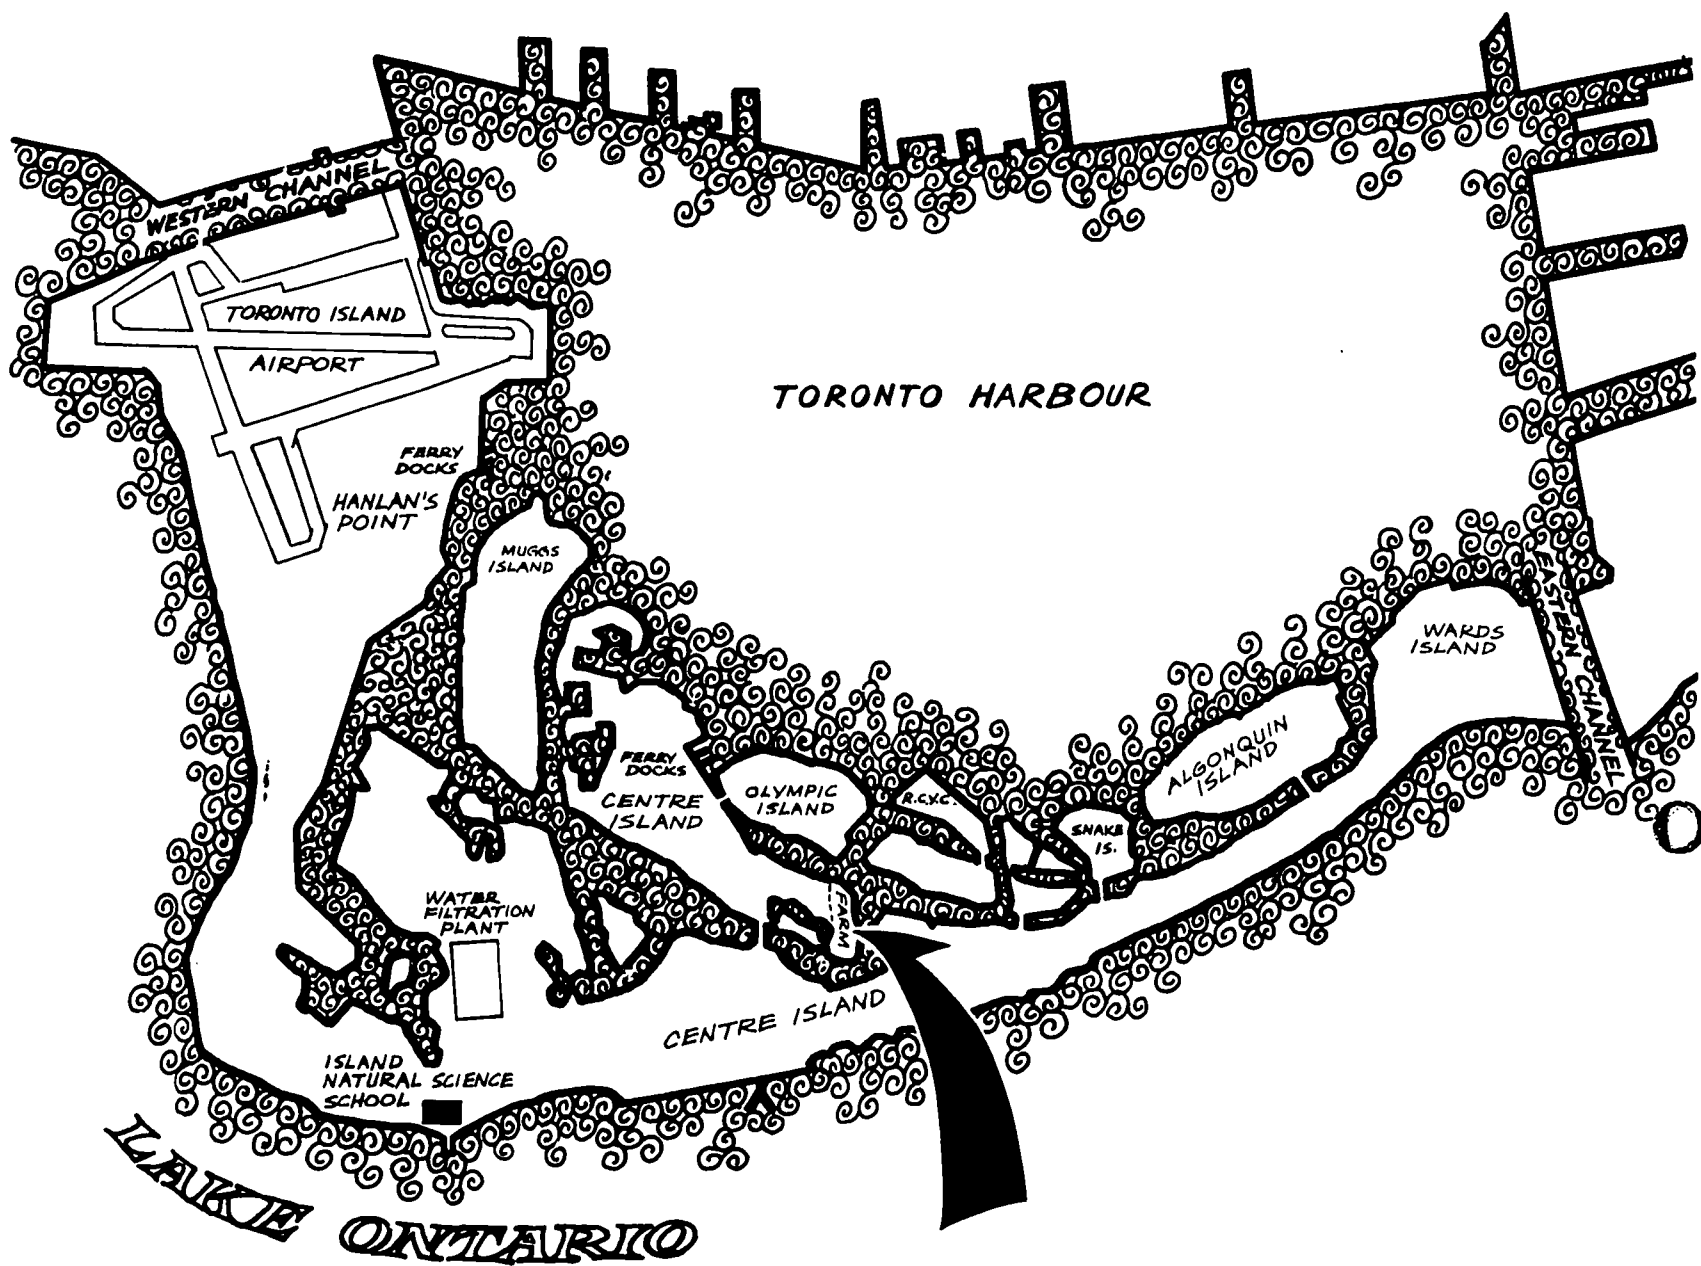 WESTERN CHANNEL
TORONTO ISLAND
AIRPORT
TORONTO HARBOUR
FERRY
DOCKS
HANLAN'S
POINT
MUGGS
ISLAND
EASTERN CHANNEL
WARDS
ISLAND
ALGONQUIN
ISLAND
FERRY
DOCKS
CENTRE
ISLAND
OLYMPIC
ISLAND
R.C.Y.C.
SNAKE
IS.
WATER
FILTRATION
PLANT
FARM
CENTRE ISLAND
ISLAND
NATURAL SCIENCE
SCHOOL
LAKE ONTARIO